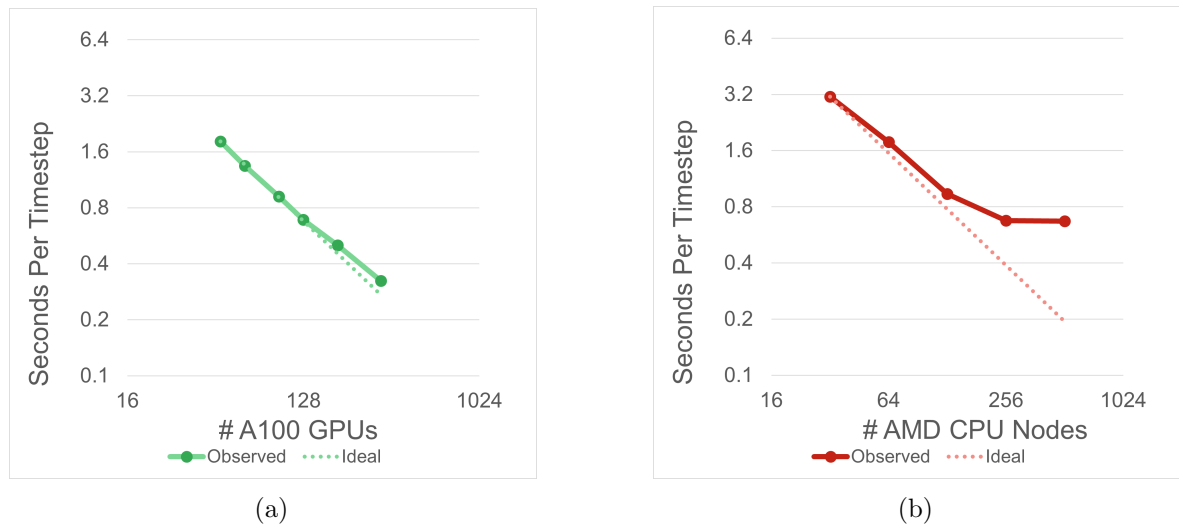 Seconds Per Timestep
6.4
3.2
1.6
0.8
0.4
0.2
0.1
16
128
1024
# A100 GPUs
Observed
Ideal
(a)
Seconds Per Timestep
6.4
3.2
1.6
0.8
0.4
0.2
0.1
16
64
256
1024
# AMD CPU Nodes
Observed
Ideal
(b)